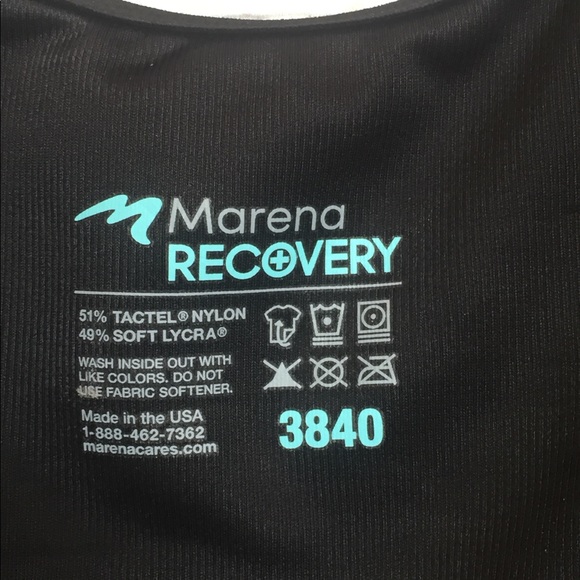 Marena
RECOVERY
51% TACTEL® NYLON
49% SOFT LYCRA®
WASH INSIDE OUT WITH
LIKE COLORS. DO NOT
USE FABRIC SOFTENER.
Made in the USA
1-888-462-7362
marenacares.com
3840